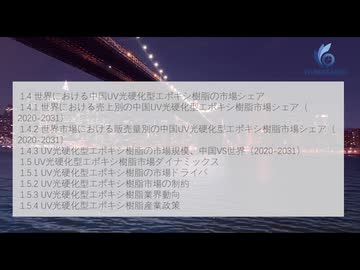 1.4 世界における中国UV光硬化型エポキシ樹脂の市場シェア
1.4.1 世界における売上別の中国UV光硬化型エポキシ樹脂市場シェア（
2020-2031）
1.4.2 世界市場における販売量別の中国UV光硬化型エポキシ樹脂市場シェア（
2020-2031）
1.4.3 UV光硬化型エポキシ樹脂の市場規模、中国VS世界（2020-2031）
1.5 UV光硬化型エポキシ樹脂市場ダイナミックス
1.5.1 UV光硬化型エポキシ樹脂の市場ドライバ
1.5.2 UV光硬化型エポキシ樹脂市場の制約
1.5.3 UV光硬化型エポキシ樹脂業界動向
1.5.4 UV光硬化型エポキシ樹脂産業政策